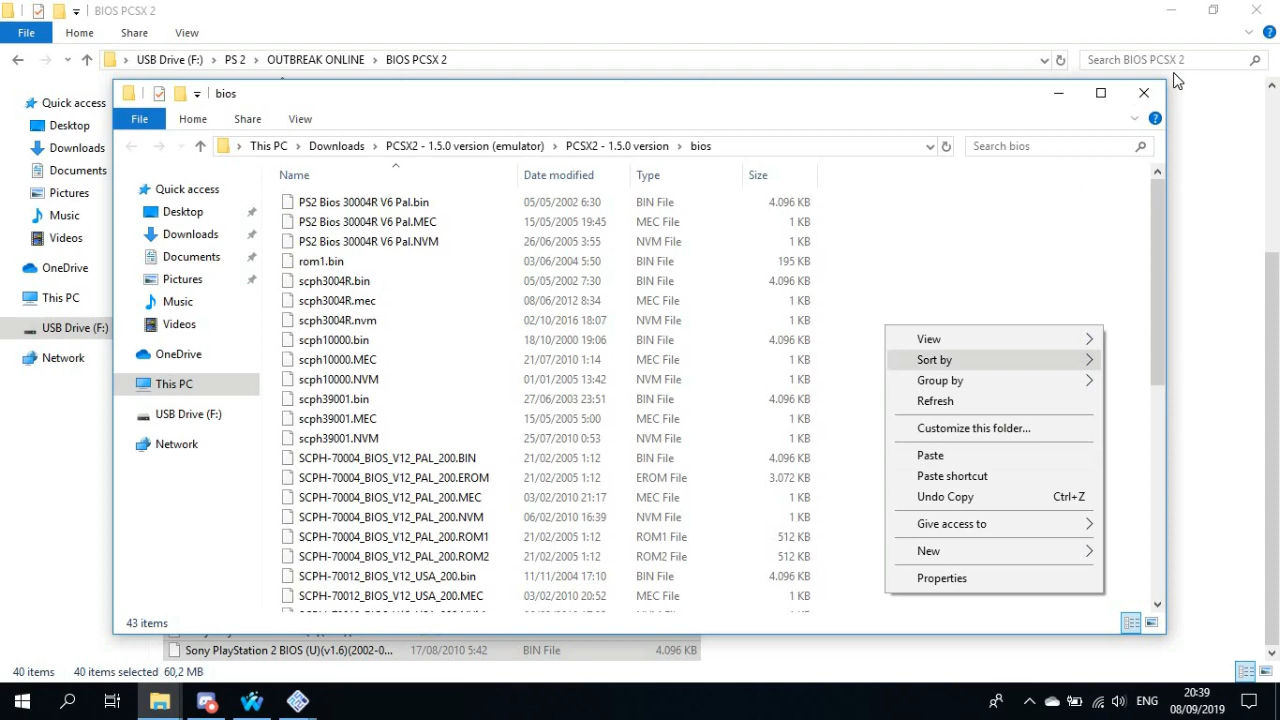 BIOS PCSX 2
File Home Share View
USB Drive (F:) PS 2 OUTBREAK ONLINE BIOS PCSX 2 Search BIOS PCSX 2
Quick access
Desktop
Downloads
Documents
Pictures
Music
Videos
OneDrive
This PC
USB Drive (F:)
Network
bios
File Home Share View
This PC Downloads PCSX2 - 1.5.0 version (emulator) PCSX2 - 1.5.0 version bios Search bios
Quick access
Desktop
Downloads
Documents
Pictures
Music
Videos
OneDrive
This PC
USB Drive (F:)
Network
Name Date modified Type Size
PS2 Bios 30004R V6 Pal.bin 05/05/2002 6:30 BIN File 4.096 KB
PS2 Bios 30004R V6 Pal.MEC 15/05/2005 19:45 MEC File 1 KB
PS2 Bios 30004R V6 Pal.NVM 26/06/2005 3:55 NVM File 1 KB
rom1.bin 03/06/2004 5:50 BIN File 195 KB
scph3004R.bin 05/05/2002 7:30 BIN File 4.096 KB
scph3004R.mec 08/06/2012 8:34 MEC File 1 KB
scph3004R.nvm 02/10/2016 18:07 NVM File 1 KB
scph10000.bin 18/10/2000 19:06 BIN File 4.096 KB
scph10000.MEC 21/07/2010 1:14 MEC File 1 KB
scph10000.NVM 01/01/2005 13:42 NVM File 1 KB
scph39001.bin 27/06/2003 23:51 BIN File 4.096 KB
scph39001.MEC 15/05/2005 5:00 MEC File 1 KB
scph39001.NVM 25/07/2010 0:53 NVM File 1 KB
SCPH-70004_BIOS_V12_PAL_200.BIN 21/02/2005 1:12 BIN File 4.096 KB
SCPH-70004_BIOS_V12_PAL_200.EROM 21/02/2005 1:12 EROM File 3.072 KB
SCPH-70004_BIOS_V12_PAL_200.MEC 03/02/2010 21:17 MEC File 1 KB
SCPH-70004_BIOS_V12_PAL_200.NVM 06/02/2010 16:39 NVM File 1 KB
SCPH-70004_BIOS_V12_PAL_200.ROM1 21/02/2005 1:12 ROM1 File 512 KB
SCPH-70004_BIOS_V12_PAL_200.ROM2 21/02/2005 1:12 ROM2 File 512 KB
SCPH-70012_BIOS_V12_USA_200.bin 11/11/2004 17:10 BIN File 4.096 KB
SCPH-70012_BIOS_V12_USA_200.MEC 03/02/2010 20:52 MEC File 1 KB
View
Sort by
Group by
Refresh
Customize this folder...
Paste
Paste shortcut
Undo Copy Ctrl+Z
Give access to
New
Properties
43 items
Sony PlayStation 2 BIOS (U)(v1.6)(2002-0... 17/08/2010 5:42 BIN File 4.096 KB
40 items 40 items selected 60,2 MB
ENG
20:39
08/09/2019